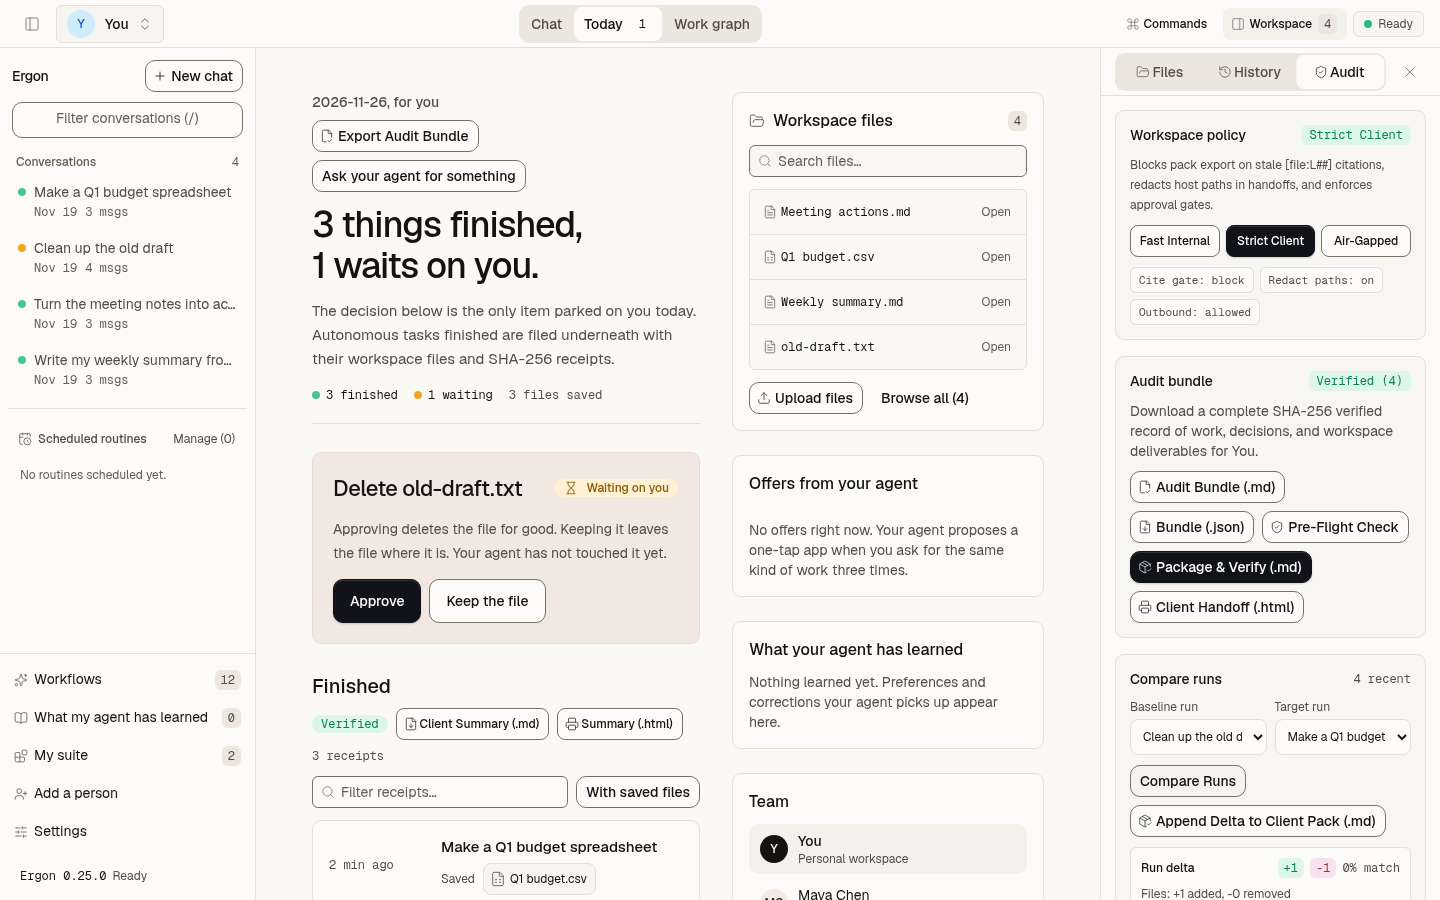 Y You
Chat Today 1 Work graph
Commands Workspace 4 Ready
Ergon
New chat
Filter conversations (/)
Conversations 4
Make a Q1 budget spreadsheet
Nov 19 3 msgs
Clean up the old draft
Nov 19 4 msgs
Turn the meeting notes into ac...
Nov 19 3 msgs
Write my weekly summary fro...
Nov 19 3 msgs
Scheduled routines Manage (0)
No routines scheduled yet.
Workflows 12
What my agent has learned 0
My suite 2
Add a person
Settings
Ergon 0.25.0 Ready
2026-11-26, for you
Export Audit Bundle
Ask your agent for something
3 things finished,
1 waits on you.
The decision below is the only item parked on you today.
Autonomous tasks finished are filed underneath with
their workspace files and SHA-256 receipts.
3 finished 1 waiting 3 files saved
Delete old-draft.txt Waiting on you
Approving deletes the file for good. Keeping it leaves
the file where it is. Your agent has not touched it yet.
Approve Keep the file
Finished
Verified Client Summary (.md) Summary (.html)
3 receipts
Filter receipts... With saved files
Make a Q1 budget spreadsheet
2 min ago
Saved Q1 budget.csv
Workspace files 4
Search files...
Meeting actions.md Open
Q1 budget.csv Open
Weekly summary.md Open
old-draft.txt Open
Upload files Browse all (4)
Offers from your agent
No offers right now. Your agent proposes a
one-tap app when you ask for the same
kind of work three times.
What your agent has learned
Nothing learned yet. Preferences and
corrections your agent picks up appear
here.
Team
Y You
Personal workspace
Maya Chen
Files History Audit
Workspace policy Strict Client
Blocks pack export on stale [file:L##] citations,
redacts host paths in handoffs, and enforces
approval gates.
Fast Internal Strict Client Air-Gapped
Cite gate: block Redact paths: on
Outbound: allowed
Audit bundle Verified (4)
Download a complete SHA-256 verified
record of work, decisions, and workspace
deliverables for You.
Audit Bundle (.md)
Bundle (.json) Pre-Flight Check
Package & Verify (.md)
Client Handoff (.html)
Compare runs 4 recent
Baseline run Target run
Clean up the old d Make a Q1 budget
Compare Runs
Append Delta to Client Pack (.md)
Run delta +1 -1 0% match
Files: +1 added, -0 removed